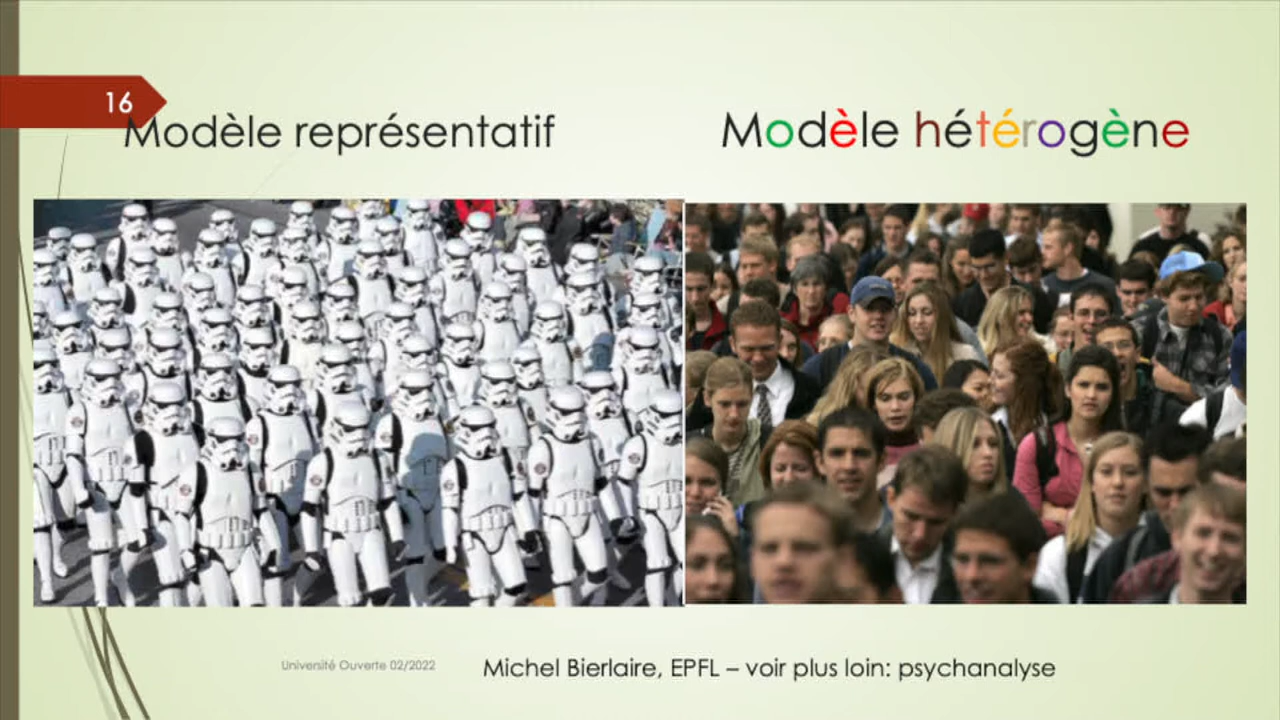 16
Modèle représentatif
Modèle hétérogène
Université Ouverte 02/2022
Michel Bierlaire, EPFL – voir plus loin: psychanalyse